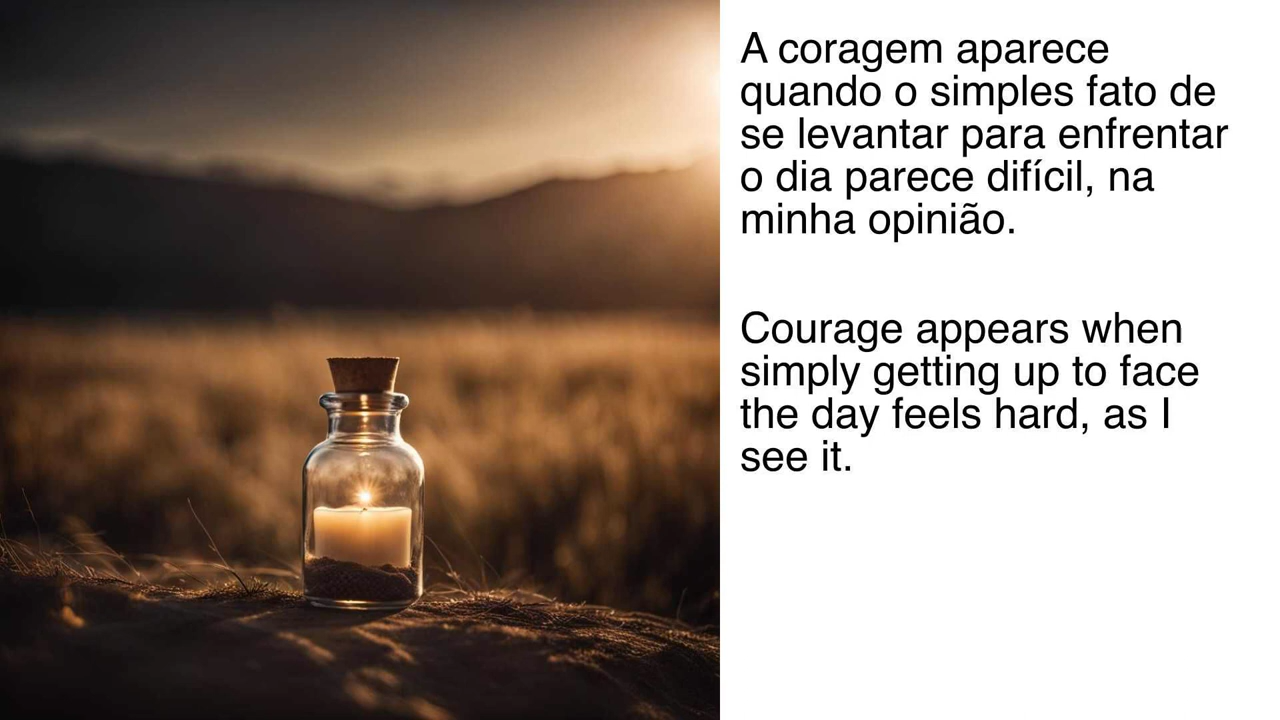 A coragem aparece
quando o simples fato de
se levantar para enfrentar
o dia parece difícil, na
minha opinião.
Courage appears when
simply getting up to face
the day feels hard, as I
see it.